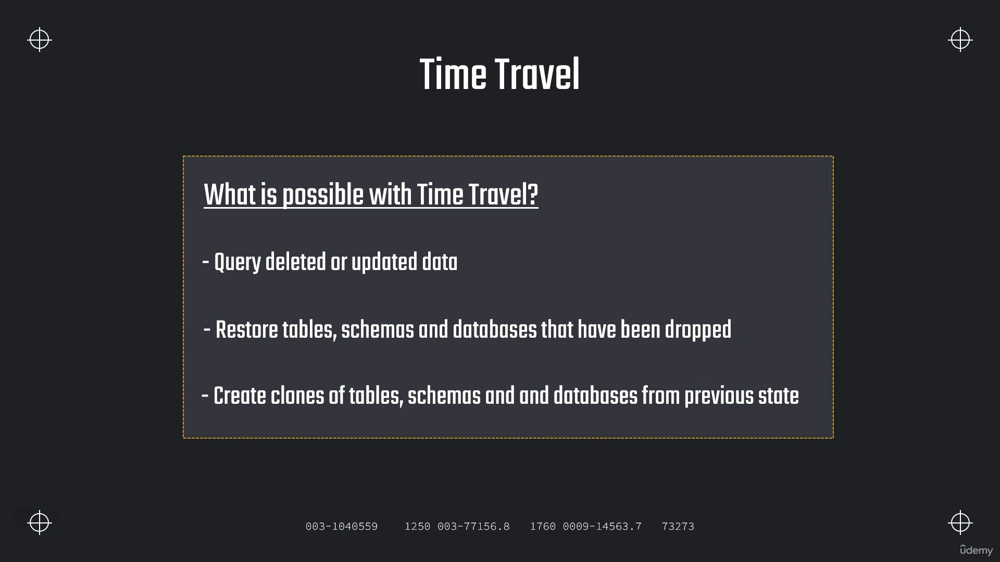 Time Travel
What is possible with Time Travel?
- Query deleted or updated data
- Restore tables, schemas and databases that have been dropped
- Create clones of tables, schemas and and databases from previous state
003-1040559 1250 003-77156.8 1760 0009-14563.7 73273
ûdemy